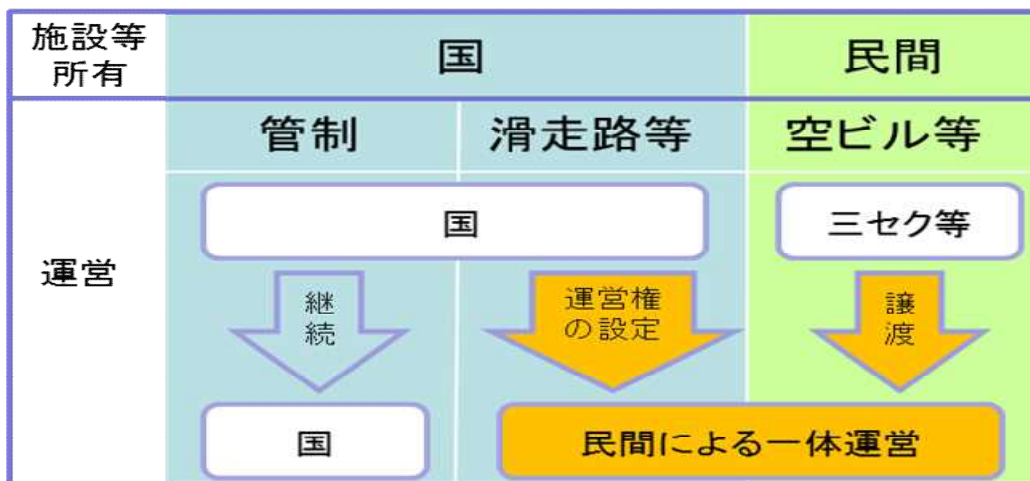 施設等
所有
国
民間
管制
滑走路等
空ビル等
運営
国
三セク等
継
続
運営権
の設定
譲
渡
国
民間による一体運営